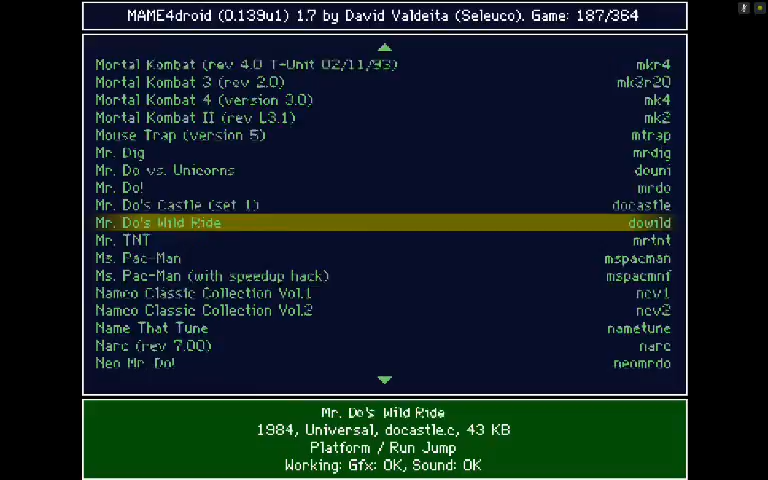 MAME4droid (0.139u1) 1.7 by David Valdeita (Seleuco). Game: 187/364
Mortal Kombat (rev 4.0 T-Unit 02/11/93) mkr4
Mortal Kombat 3 (rev 2.0) mk3r20
Mortal Kombat 4 (version 3.0) mk4
Mortal Kombat II (rev L3.1) mk2
Mouse Trap (version 5) mtrap
Mr. Dig mrdig
Mr. Do vs. Unicorns douni
Mr. Do! mrdo
Mr. Do's Castle (set 1) docastle
Mr. Do's Wild Ride dowild
Mr. TNT mrtnt
Ms. Pac-Man mspacman
Ms. Pac-Man (with speedup hack) mspacmnf
Namco Classic Collection Vol.1 ncv1
Namco Classic Collection Vol.2 ncv2
Name That Tune nametune
Narc (rev 7.00) narc
Neo Mr. Do! neomrdo
Mr. Do's Wild Ride
1984, Universal, docastle.c, 43 KB
Platform / Run Jump
Working: Gfx: OK, Sound: OK